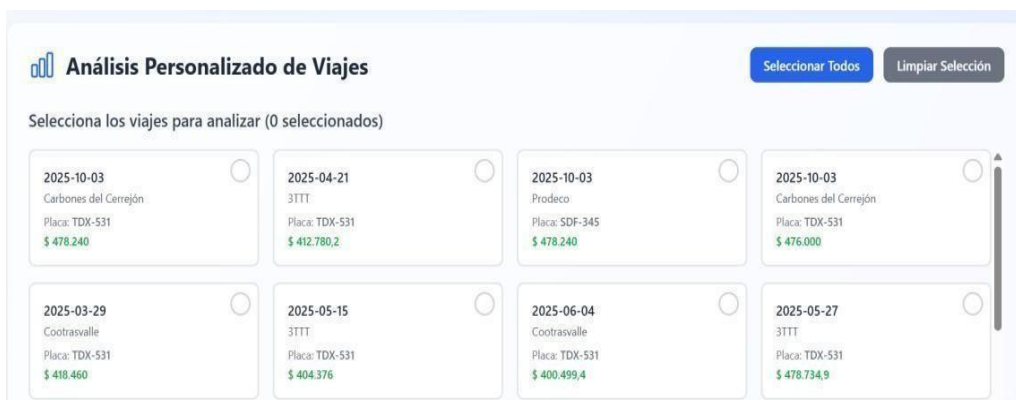 Análisis Personalizado de Viajes
Seleccionar Todos
Limpiar Selección
Selecciona los viajes para analizar (0 seleccionados)
2025-10-03
Carbones del Cerrejón
Placa: TDX-531
$ 478.240
2025-04-21
3TTT
Placa: TDX-531
$ 412.780,2
2025-10-03
Prodeco
Placa: SDF-345
$ 478.240
2025-10-03
Carbones del Cerrejón
Placa: TDX-531
$ 476.000
2025-03-29
Cootrasvalle
Placa: TDX-531
$ 418.460
2025-05-15
3TTT
Placa: TDX-531
$ 404.376
2025-06-04
Cootrasvalle
Placa: TDX-531
$ 400.499,4
2025-05-27
3TTT
Placa: TDX-531
$ 478.734,9